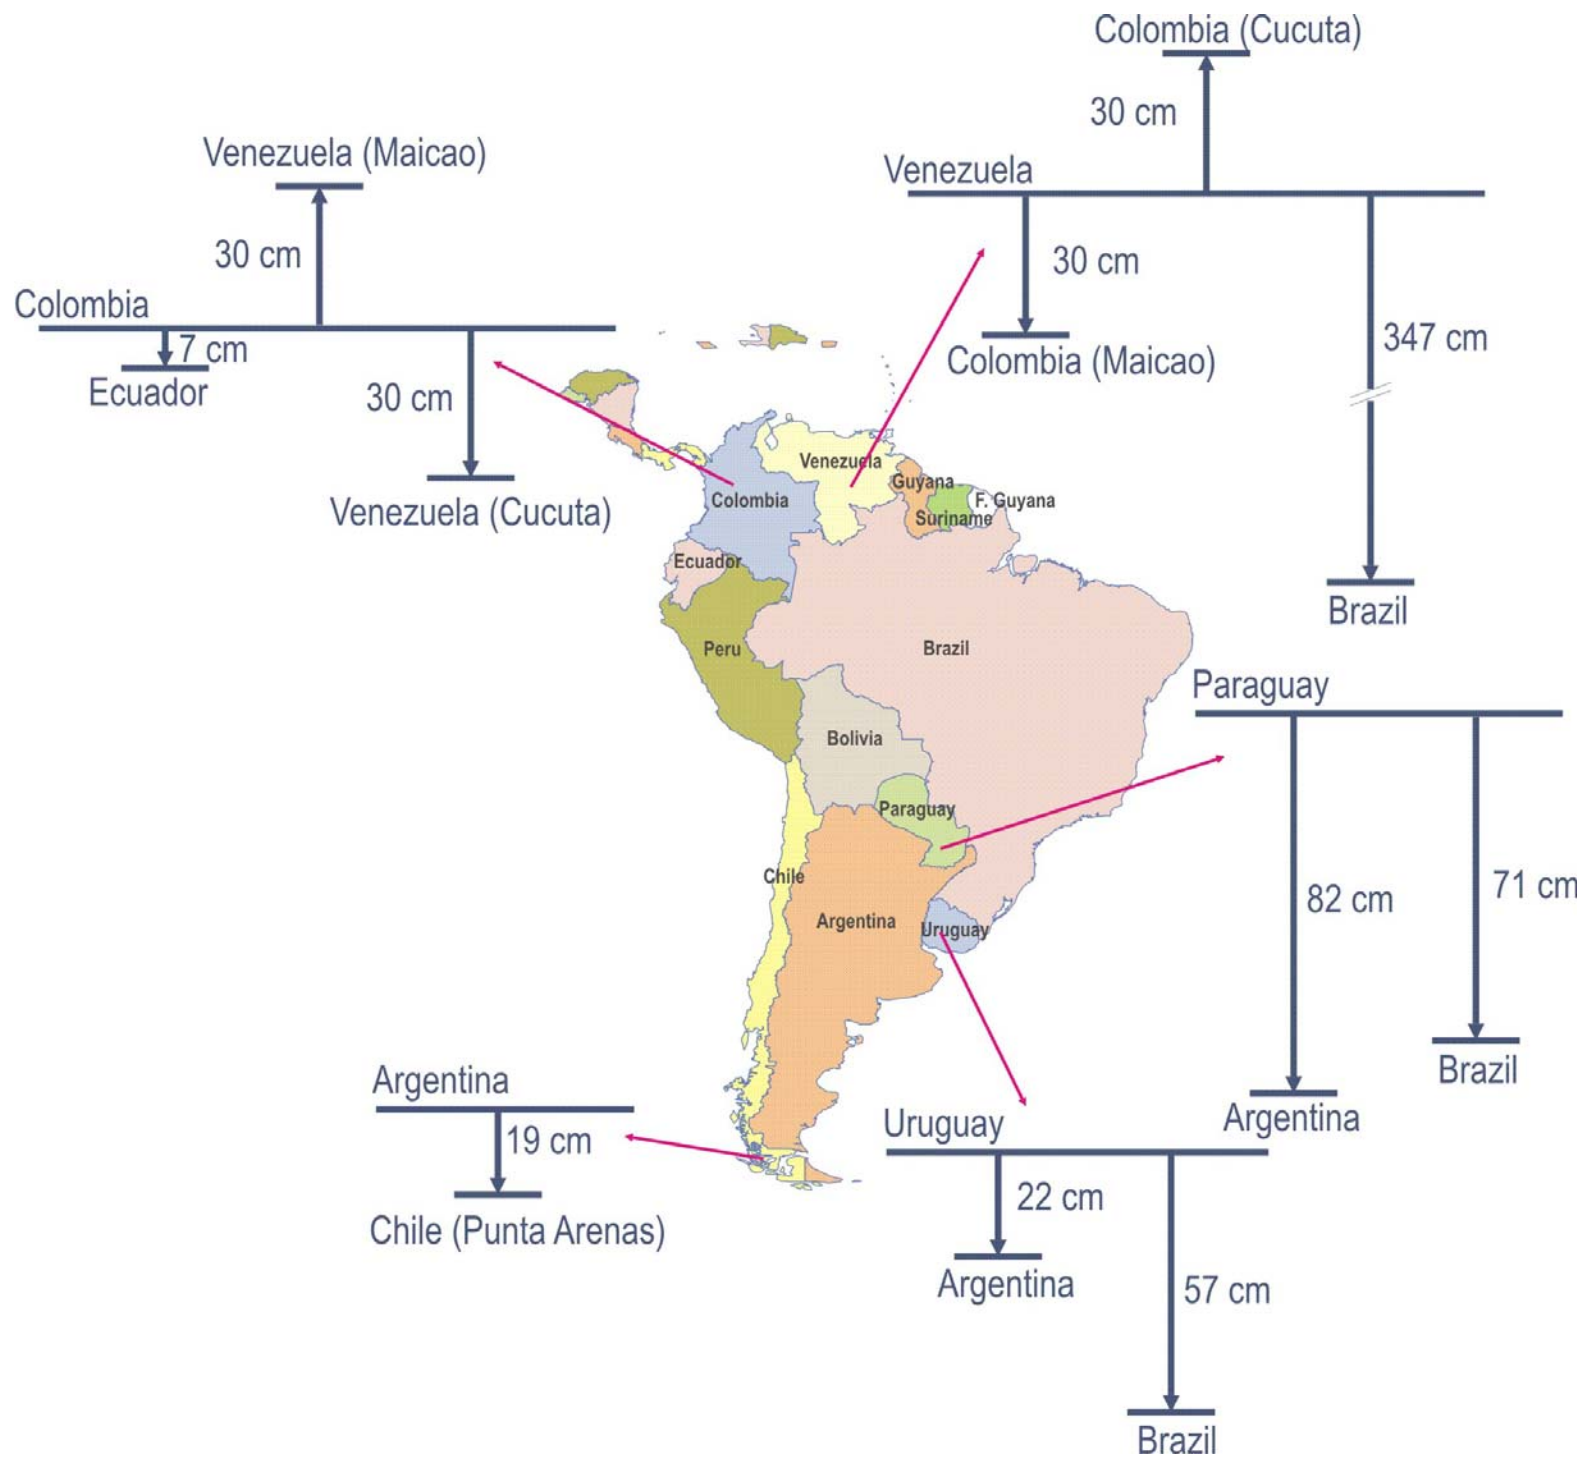 Colombia (Cucuta)
30 cm
Venezuela
30 cm
Colombia (Maicao)
347 cm
Brazil
Venezuela (Maicao)
30 cm
Colombia
7 cm
Ecuador
30 cm
Venezuela (Cucuta)
Venezuela
Guyana
F. Guyana
Suriname
Colombia
Ecuador
Peru
Brazil
Bolivia
Paraguay
Chile
Argentina
Uruguay
Paraguay
82 cm
71 cm
Brazil
Argentina
Argentina
19 cm
Chile (Punta Arenas)
Uruguay
22 cm
Argentina
57 cm
Brazil